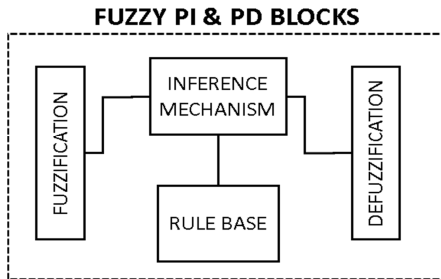 FUZZY PI & PD BLOCKS
FUZZIFICATION
INFERENCE
MECHANISM
RULE BASE
DEFUZZIFICATION